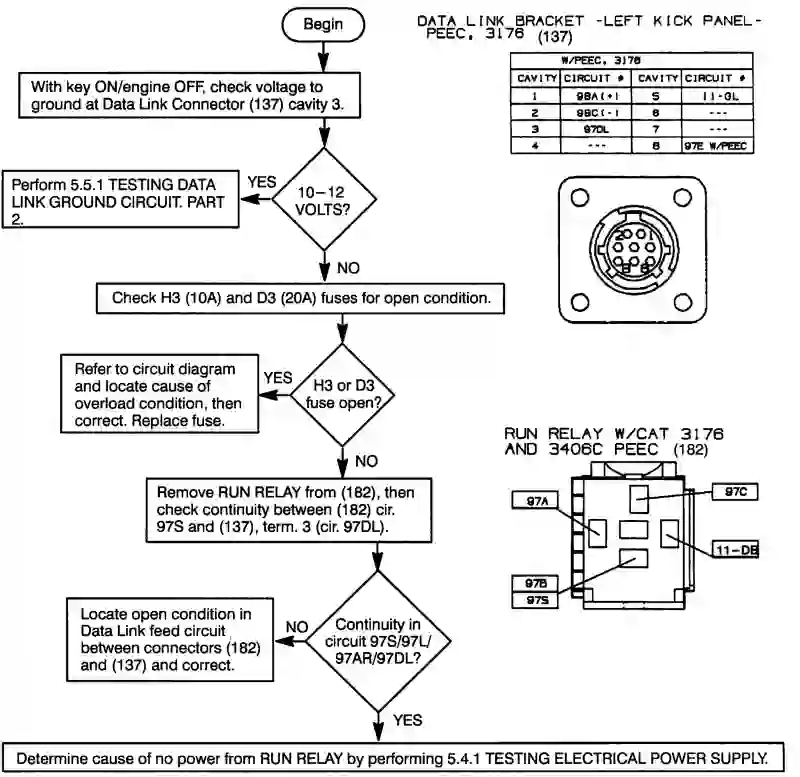 Begin
DATA LINK BRACKET -LEFT KICK PANEL-
PEEC, 3176 (137)
W/PEEC, 3176
CAVITY CIRCUIT # CAVITY CIRCUIT #
1 98A(+) 5 11-GL
2 98C(-) 6 ---
3 97DL 7 ---
4 --- 8 97E W/PEEC
With key ON/engine OFF, check voltage to
ground at Data Link Connector (137) cavity 3.
10–12
VOLTS?
YES
Perform 5.5.1 TESTING DATA
LINK GROUND CIRCUIT. PART
2.
NO
2 1
Check H3 (10A) and D3 (20A) fuses for open condition.
H3 or D3
fuse open?
YES
Refer to circuit diagram
and locate cause of
overload condition, then
correct. Replace fuse.
NO
RUN RELAY W/CAT 3176
AND 3406C PEEC (182)
97A
97C
11-DB
97B
97S
Remove RUN RELAY from (182), then
check continuity between (182) cir.
97S and (137), term. 3 (cir. 97DL).
Continuity in
circuit 97S/97L/
97AR/97DL?
NO
Locate open condition in
Data Link feed circuit
between connectors (182)
and (137) and correct.
YES
Determine cause of no power from RUN RELAY by performing 5.4.1 TESTING ELECTRICAL POWER SUPPLY.